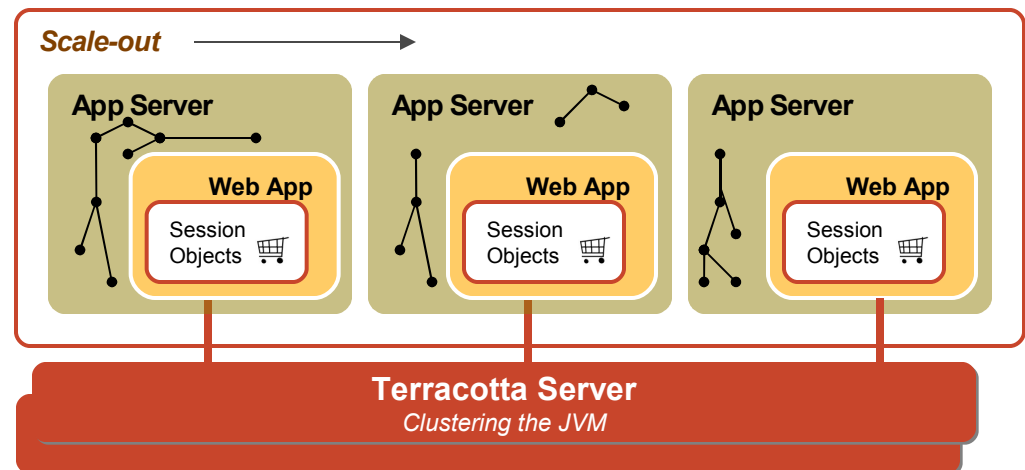 Scale-out
App Server
App Server
App Server
Web App
Web App
Web App
Session
Objects
Session
Objects
Session
Objects
Terracotta Server
Clustering the JVM